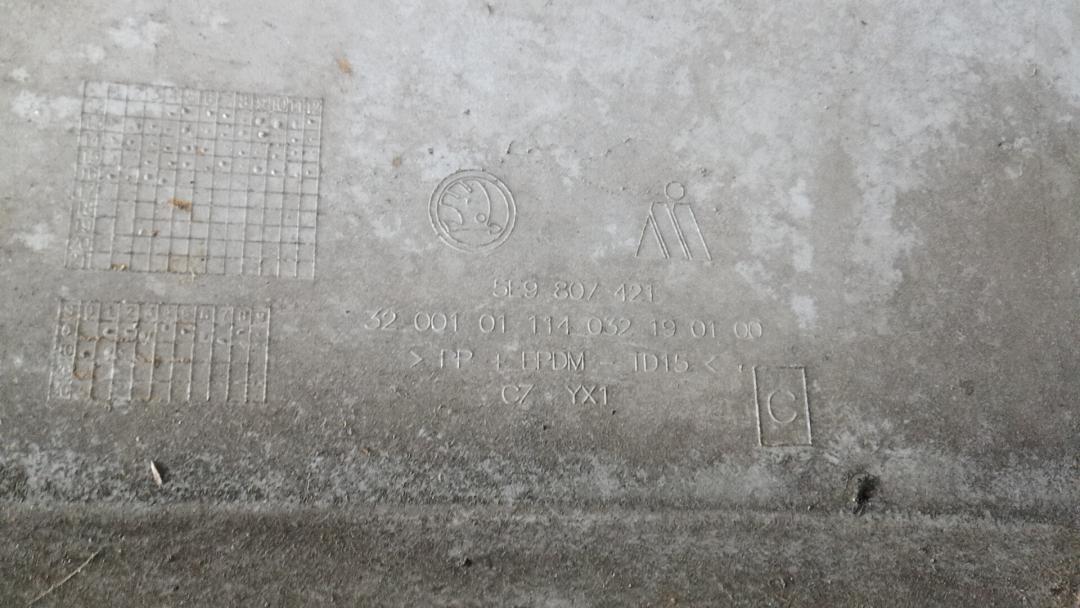 5E9 807 421
32 001 01 114 032 19 01 00
> PP + EPDM - TD15 <
CZ YX1
C